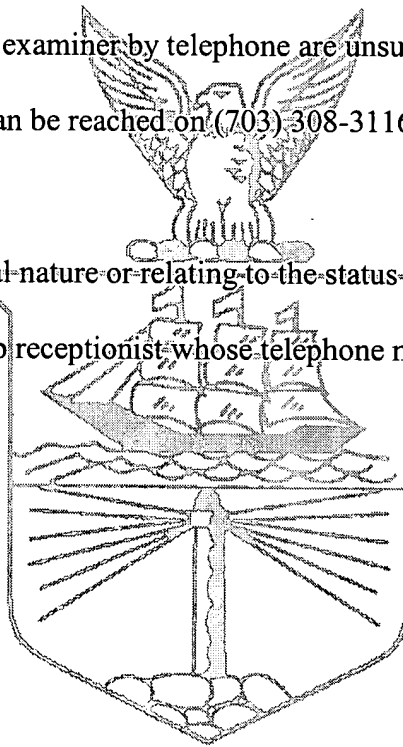 examiner by telephone are unsu
an be reached on (703) 308-3116
nature or relating to the status
receptionist whose telephone